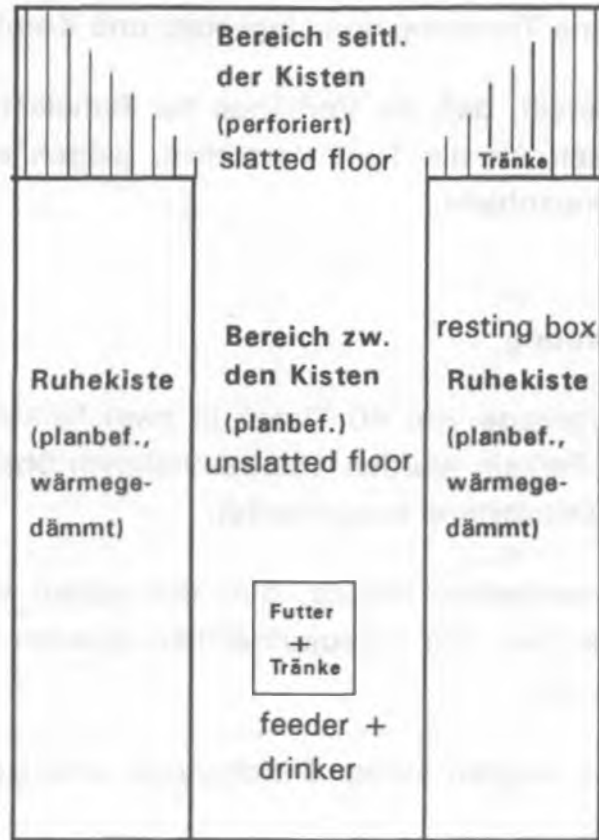 Bereich seitl.
der Kisten
(perforiert)
slatted floor
Tränke
Ruhekiste
(planbef.,
wärmege-
dämmt)
Bereich zw.
den Kisten
(planbef.)
unslatted floor
Futter
+
Tränke
feeder +
drinker
resting box
Ruhekiste
(planbef.,
wärmege-
dämmt)